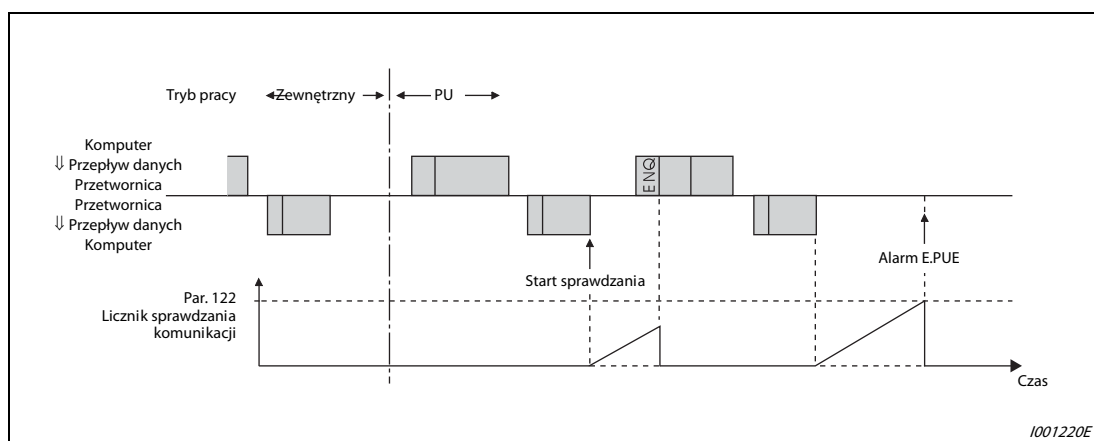 Tryb pracy
Zewnętrzny
PU
Komputer
⇓ Przepływ danych
Przetwornica
Przetwornica
⇓ Przepływ danych
Komputer
ENQ
Start sprawdzania
Alarm E.PUE
Par. 122
Licznik sprawdzania
komunikacji
Czas
I001220E